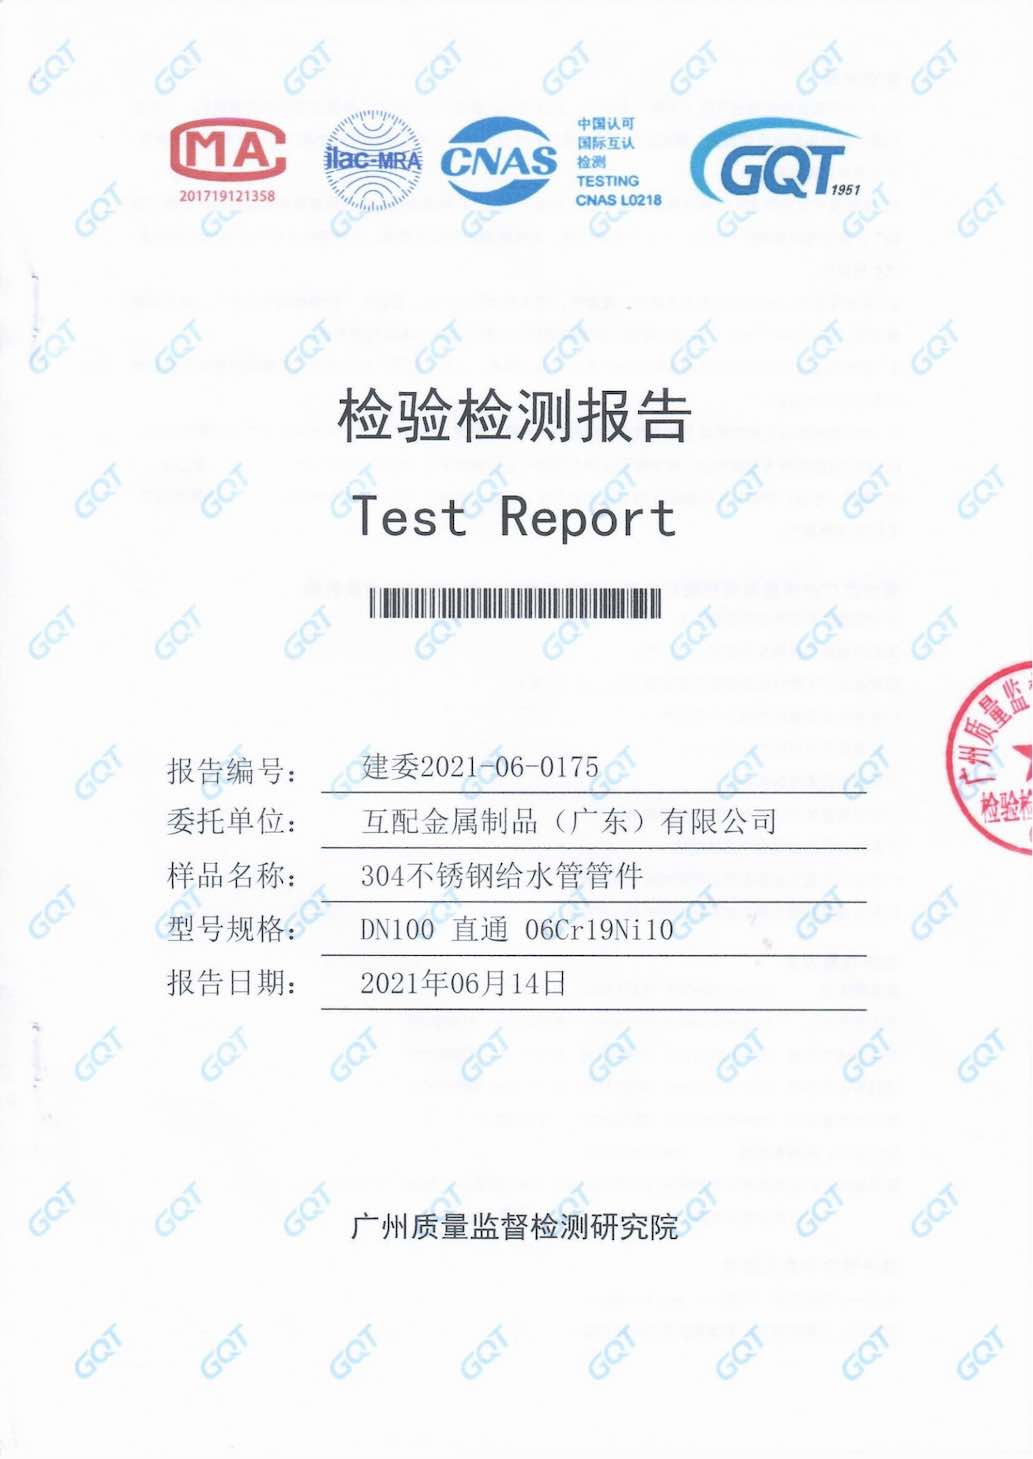 MA
201719121358
ilac-MRA
CNAS
中国认可
国际互认
检测
TESTING
CNAS L0218
GQT 1951
检验检测报告
Test Report
报告编号： 建委2021-06-0175
委托单位： 互配金属制品（广东）有限公司
样品名称： 304不锈钢给水管管件
型号规格： DN100 直通 06Cr19Ni10
报告日期： 2021年06月14日
广州质量监
检验检
广州质量监督检测研究院